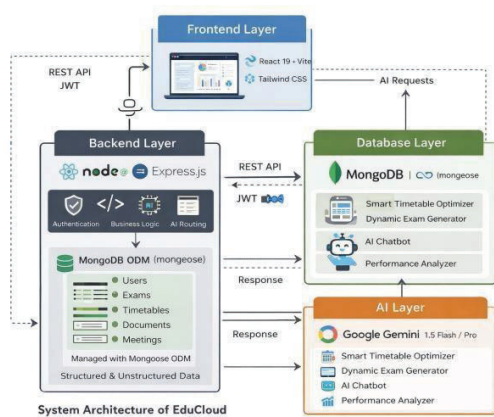 Frontend Layer
React 19 + Vite
Tailwind CSS
REST API
JWT
AI Requests
Backend Layer
node Express.js
Authentication
Business Logic
AI Routing
MongoDB ODM (mongeose)
Users
Exams
Timetables
Documents
Meetings
Managed with Mongoose ODM
Structured & Unstructured Data
REST API
JWT
Response
Response
Database Layer
MongoDB (mongeose)
Smart Timetable Optimizer
Dynamic Exam Generator
AI Chatbot
Performance Analyzer
AI Layer
Google Gemini 1.5 Flash / Pro
Smart Timetable Optimizer
Dynamic Exam Generator
AI Chatbot
Performance Analyzer
System Architecture of EduCloud